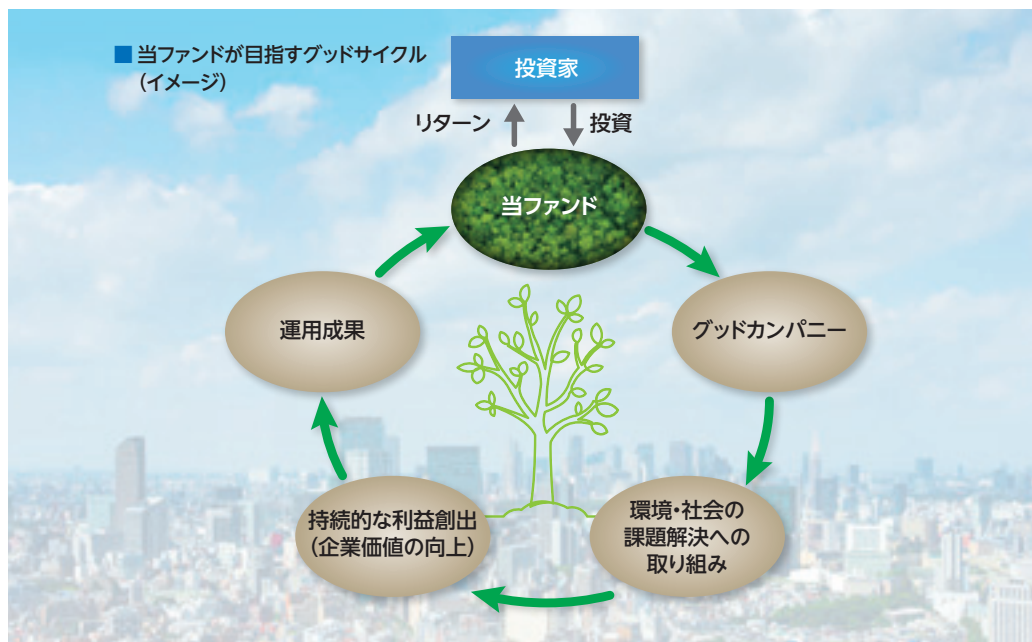 ■ 当ファンドが目指すグッドサイクル
(イメージ)
投資家
リターン
投資
当ファンド
運用成果
グッドカンパニー
持続的な利益創出
(企業価値の向上)
環境・社会の
課題解決への
取り組み